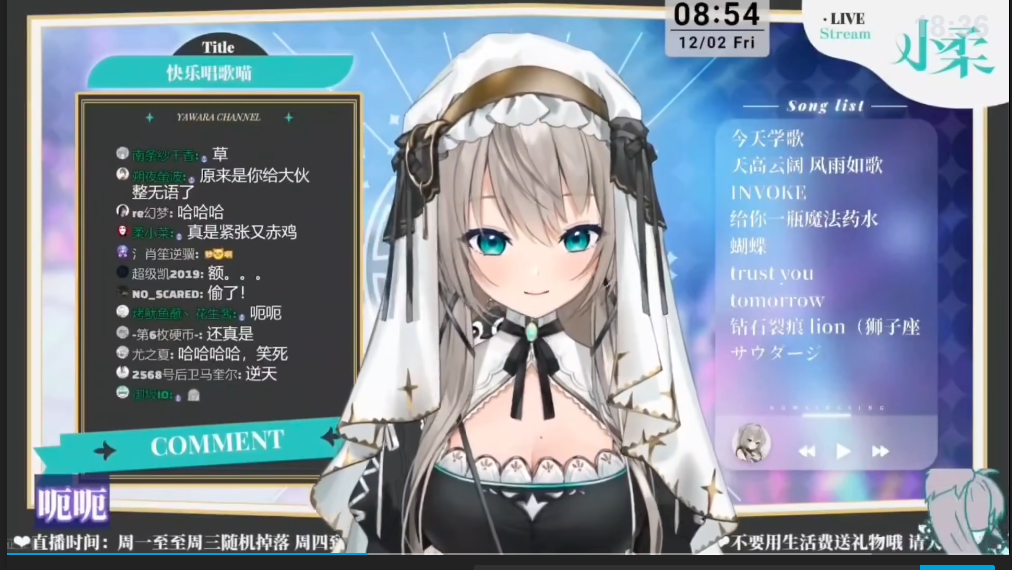 Title
快乐唱歌喵
YAWARA CHANNEL
草
原来是你给大伙
整无语了
re幻梦: 哈哈哈
真是紧张又赤鸡
氵肖笙逆骥:
超级凯2019: 额。。。
NO_SCARED: 偷了!
呃呃
-第6枚硬币-: 还真是
尤之夏: 哈哈哈哈,笑死
2568号后卫马奎尔: 逆天
COMMENT
呃呃
❤直播时间：周一至至周三随机掉落 周四到
08:54
12/02 Fri
· LIVE
Stream
18:36
小柔
Song list
今天学歌
天高云阔 风雨如歌
INVOKE
给你一瓶魔法药水
蝴蝶
trust you
tomorrow
钻石裂痕 lion（狮子座
サウダージ
❤不要用生活费送礼物哦 请